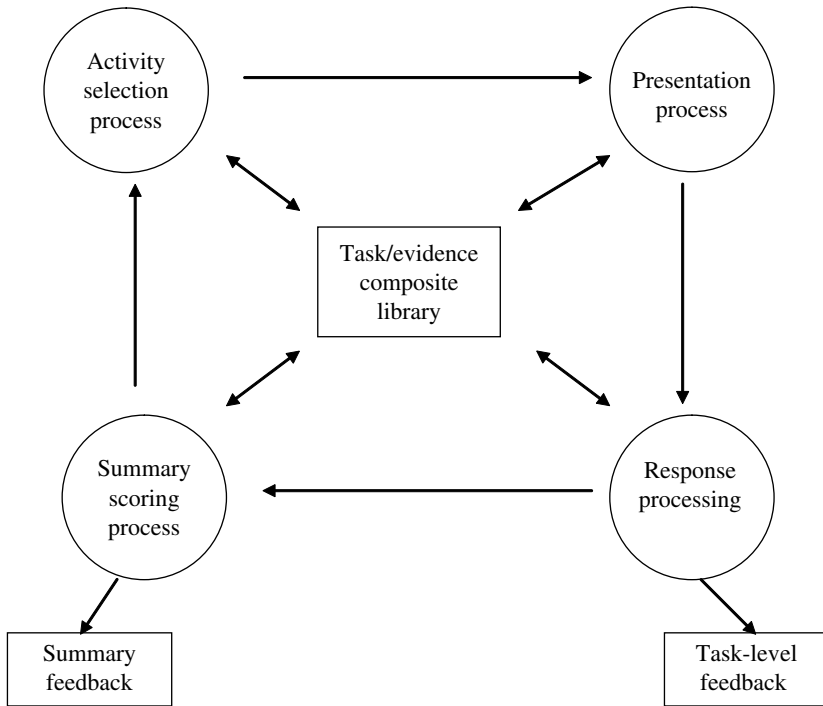 Activity
selection
process
Presentation
process
Task/evidence
composite
library
Summary
scoring
process
Response
processing
Summary
feedback
Task-level
feedback